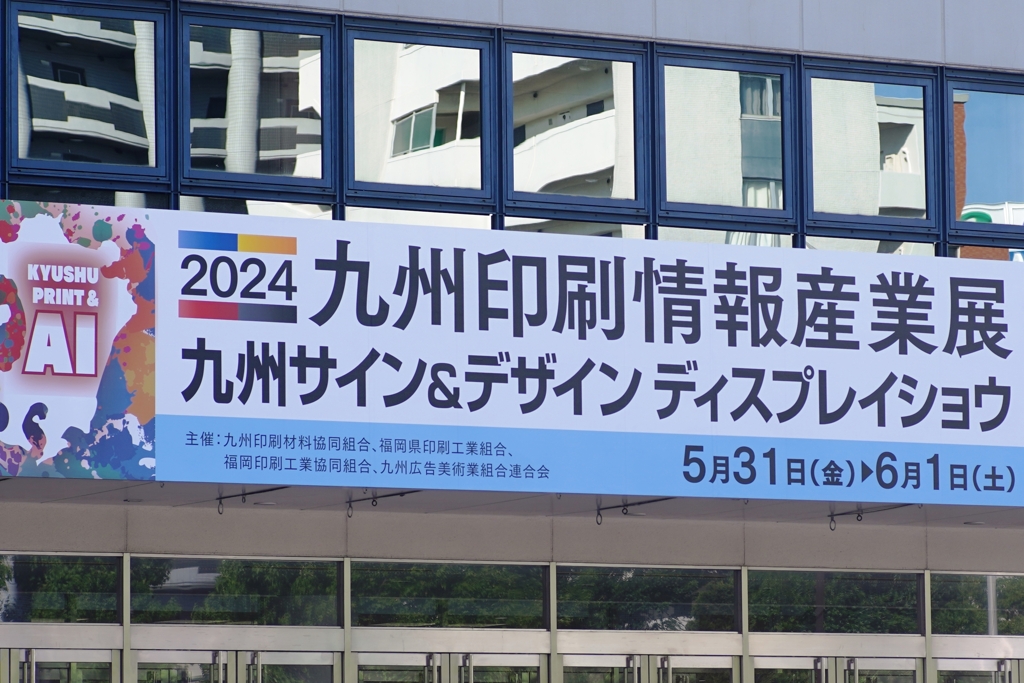 KYUSHU
PRINT &
AI
2024
九州印刷情報産業展
九州サイン&デザイン ディスプレイショウ
主催：九州印刷材料協同組合、福岡県印刷工業組合、
福岡印刷工業協同組合、九州広告美術業組合連合会
5月31日(金)▶6月1日(土)